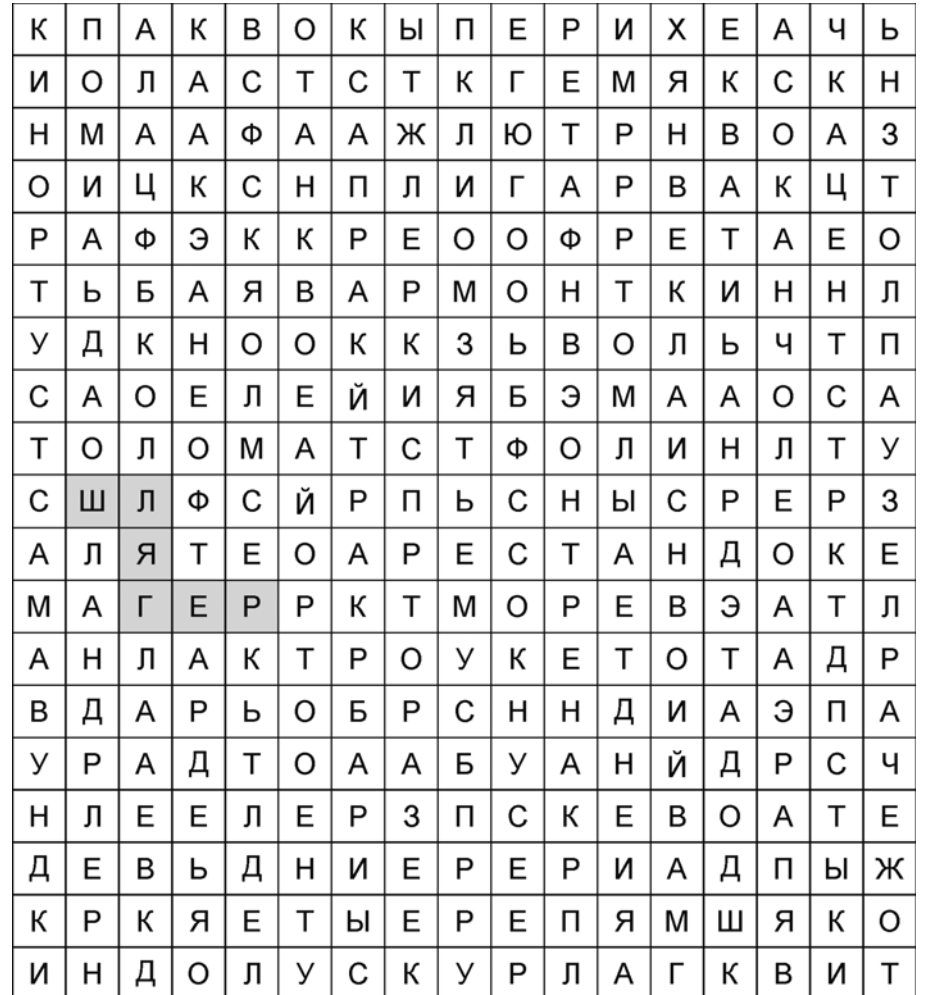 К П А К В О К Ы П Е Р И Х Е А Ч Ь
И О Л А С Т С Т К Г Е М Я К С К Н
Н М А А Ф А А Ж Л Ю Т Р Н В О А З
О И Ц К С Н П Л И Г А Р В А К Ц Т
Р А Ф Э К К Р Е О О Ф Р Е Т А Е О
Т Ь Б А Я В А Р М О Н Т К И Н Н Л
У Д К Н О О К К З Ь В О Л Ь Ч Т П
С А О Е Л Е Й И Я Б Э М А А О С А
Т О Л О М А Т С Т Ф О Л И Н Л Т У
С Ш Л Ф С Й Р П Ь С Н Ы С Р Е Р З
А Л Я Т Е О А Р Е С Т А Н Д О К Е
М А Г Е Р Р К Т М О Р Е В Э А Т Л
А Н Л А К Т Р О У К Е Т О Т А Д Р
В Д А Р Ь О Б Р С Н Н Д И А Э П А
У Р А Д Т О А А Б У А Н Й Д Р С Ч
Н Л Е Е Л Е Р З П С К Е В О А Т Е
Д Е В Ь Д Н И Е Р Е Р И А Д П Ы Ж
К Р К Я Е Т Ы Е Р Е П Я М Ш Я К О
И Н Д О Л У С К У Р Л А Г К В И Т